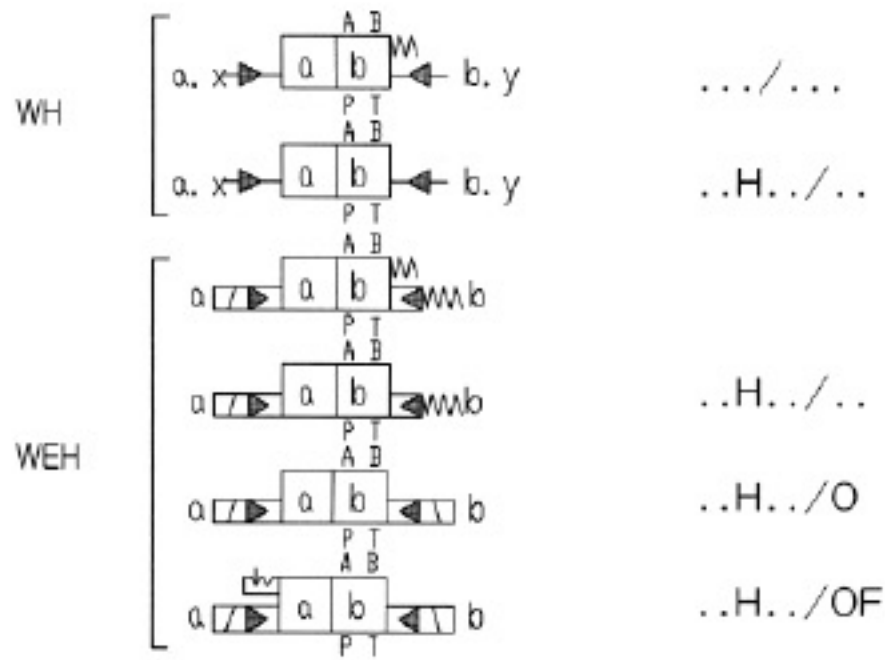 A B
a. x a b b. y .../...
P T
WH
A B
a. x a b b. y ..H../..
P T
A B
a a b b
P T
A B
a a b b ..H../..
P T
WEH
A B
a a b b ..H../O
P T
A B
a a b b ..H../OF
P T